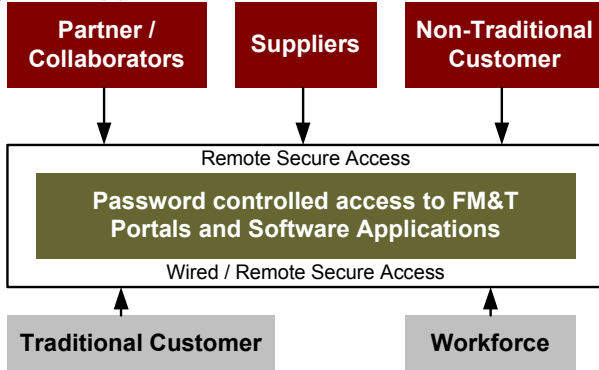 Partner /
Collaborators
Suppliers
Non-Traditional
Customer
Remote Secure Access
Password controlled access to FM&T
Portals and Software Applications
Wired / Remote Secure Access
Traditional Customer
Workforce